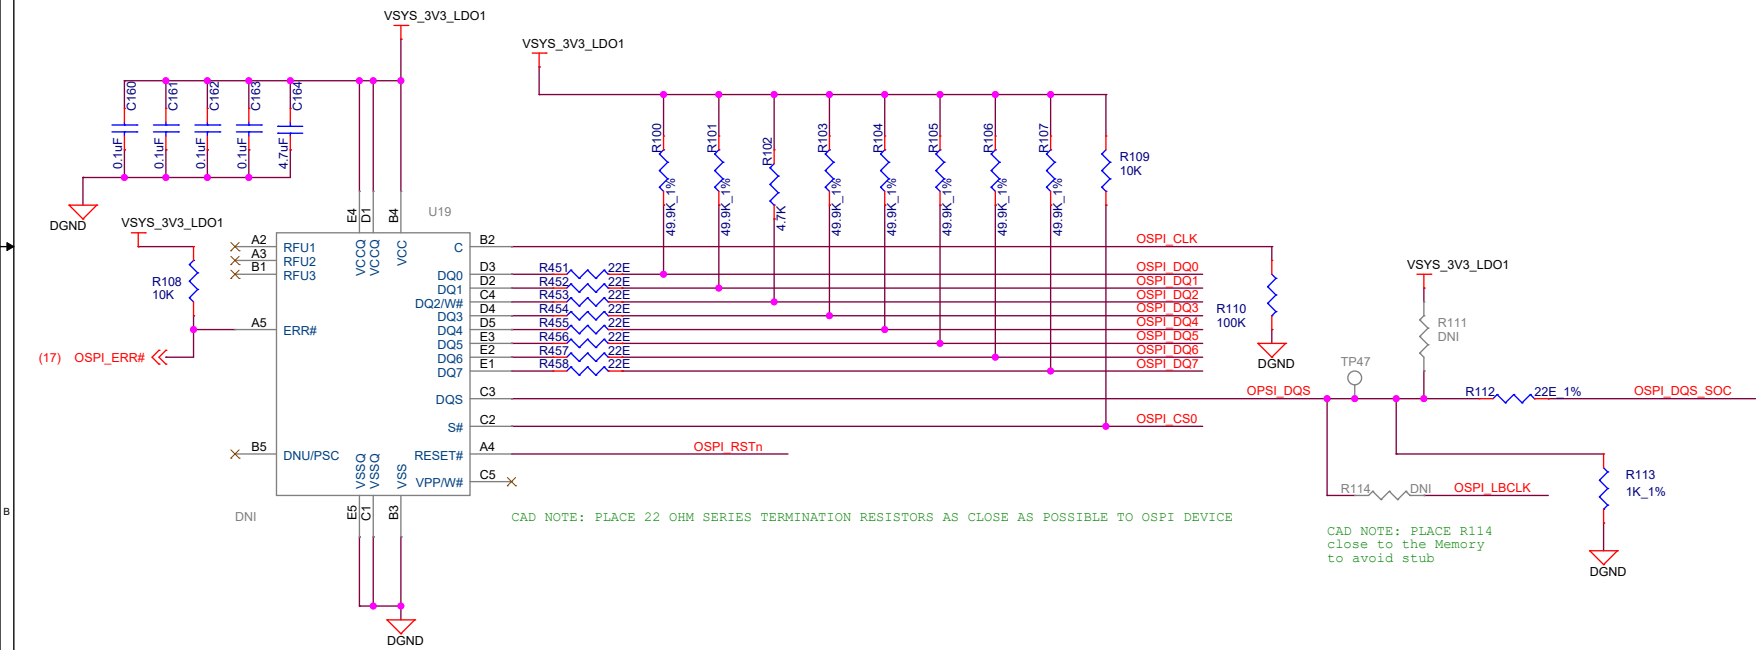 VSYS_3V3_LDO1
VSYS_3V3_LDO1
C160
C161
C162
C163
C164
0.1uF
0.1uF
0.1uF
0.1uF
4.7uF
DGND
R100
R101
R102
R103
R104
R105
R106
R107
49.9K_1%
49.9K_1%
4.7K
49.9K_1%
49.9K_1%
49.9K_1%
49.9K_1%
49.9K_1%
R109
10K
VSYS_3V3_LDO1
R108
10K
(17) OSPI_ERR#
U19
E4
D1
B4
VCCQ
VCCQ
VCC
A2 RFU1
A3 RFU2
B1 RFU3
A5 ERR#
B5 DNU/PSC
C B2 OSPI_CLK
DQ0 D3 R451 22E OSPI_DQ0
DQ1 D2 R452 22E OSPI_DQ1
DQ2/W# C4 R453 22E OSPI_DQ2
DQ3 D4 R454 22E OSPI_DQ3
DQ4 D5 R455 22E OSPI_DQ4
DQ5 E3 R456 22E OSPI_DQ5
DQ6 E2 R457 22E OSPI_DQ6
DQ7 E1 R458 22E OSPI_DQ7
DQS C3 OPSI_DQS
S# C2 OSPI_CS0
RESET# A4 OSPI_RSTn
VPP/W# C5
VSSQ
VSSQ
VSS
E5
C1
B3
DNI
DGND
R110
100K
DGND
VSYS_3V3_LDO1
R111
DNI
TP47
R112 22E_1% OSPI_DQS_SOC
R114 DNI OSPI_LBCLK
R113
1K_1%
DGND
CAD NOTE: PLACE 22 OHM SERIES TERMINATION RESISTORS AS CLOSE AS POSSIBLE TO OSPI DEVICE
CAD NOTE: PLACE R114
close to the Memory
to avoid stub
B